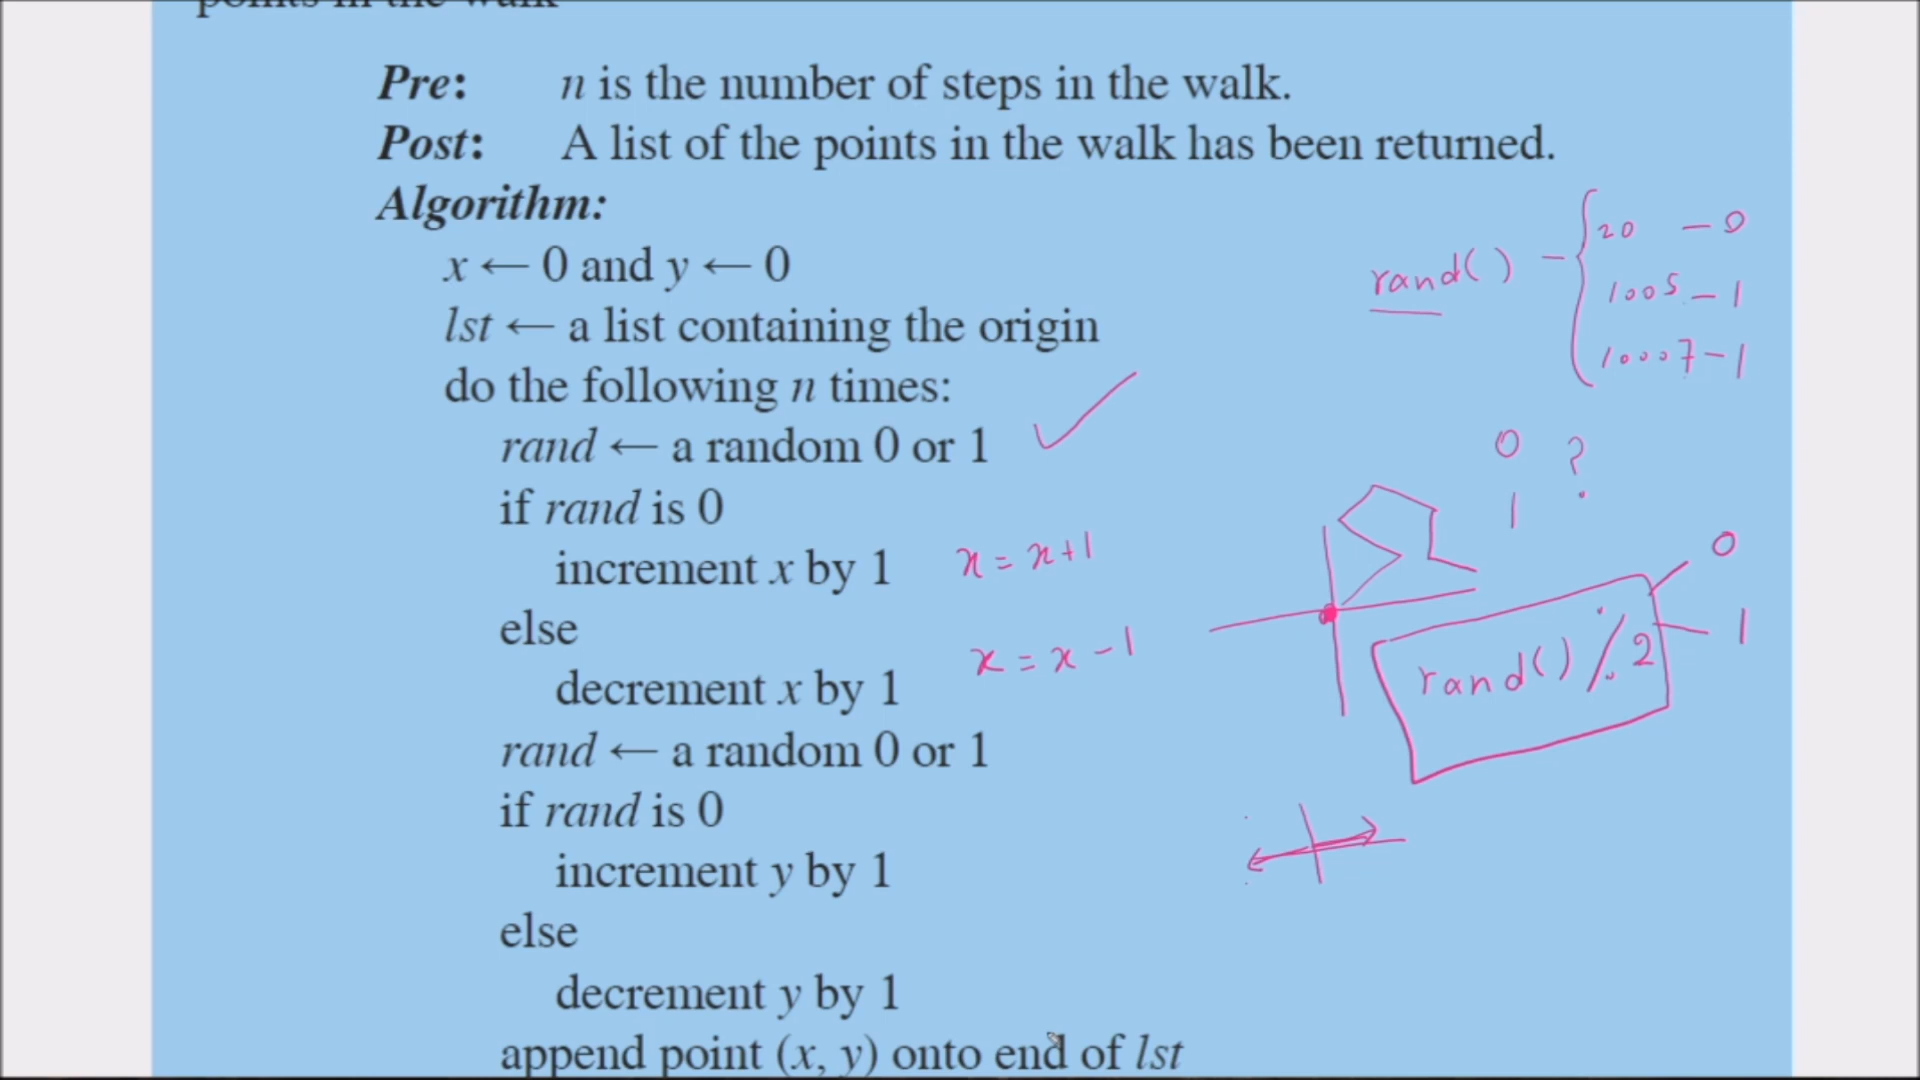 points in the walk
Pre: n is the number of steps in the walk.
Post: A list of the points in the walk has been returned.
Algorithm:
x ← 0 and y ← 0
lst ← a list containing the origin
do the following n times:
rand ← a random 0 or 1
if rand is 0
increment x by 1
else
decrement x by 1
rand ← a random 0 or 1
if rand is 0
increment y by 1
else
decrement y by 1
append point (x, y) onto end of lst
rand() –
20 – 0
1005 – 1
10007 – 1
0 ?
1
x = x+1
x = x – 1
rand() % 2
0
1